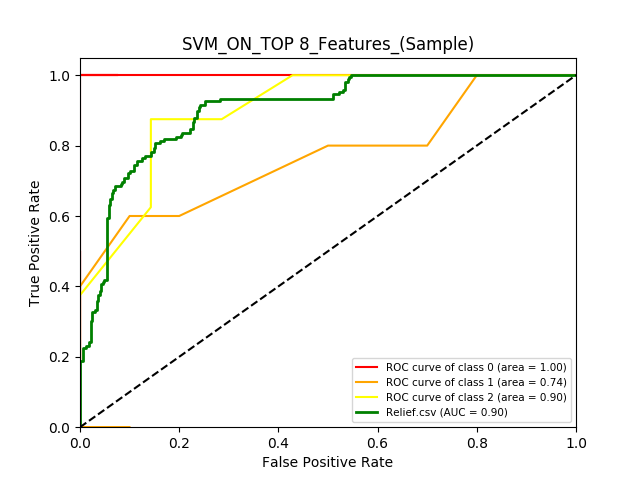 SVM_ON_TOP 8_Features_(Sample)
1.0
0.8
0.6
0.4
0.2
0.0
True Positive Rate
ROC curve of class 0 (area = 1.00)
ROC curve of class 1 (area = 0.74)
ROC curve of class 2 (area = 0.90)
Relief.csv (AUC = 0.90)
0.0 0.2 0.4 0.6 0.8 1.0
False Positive Rate